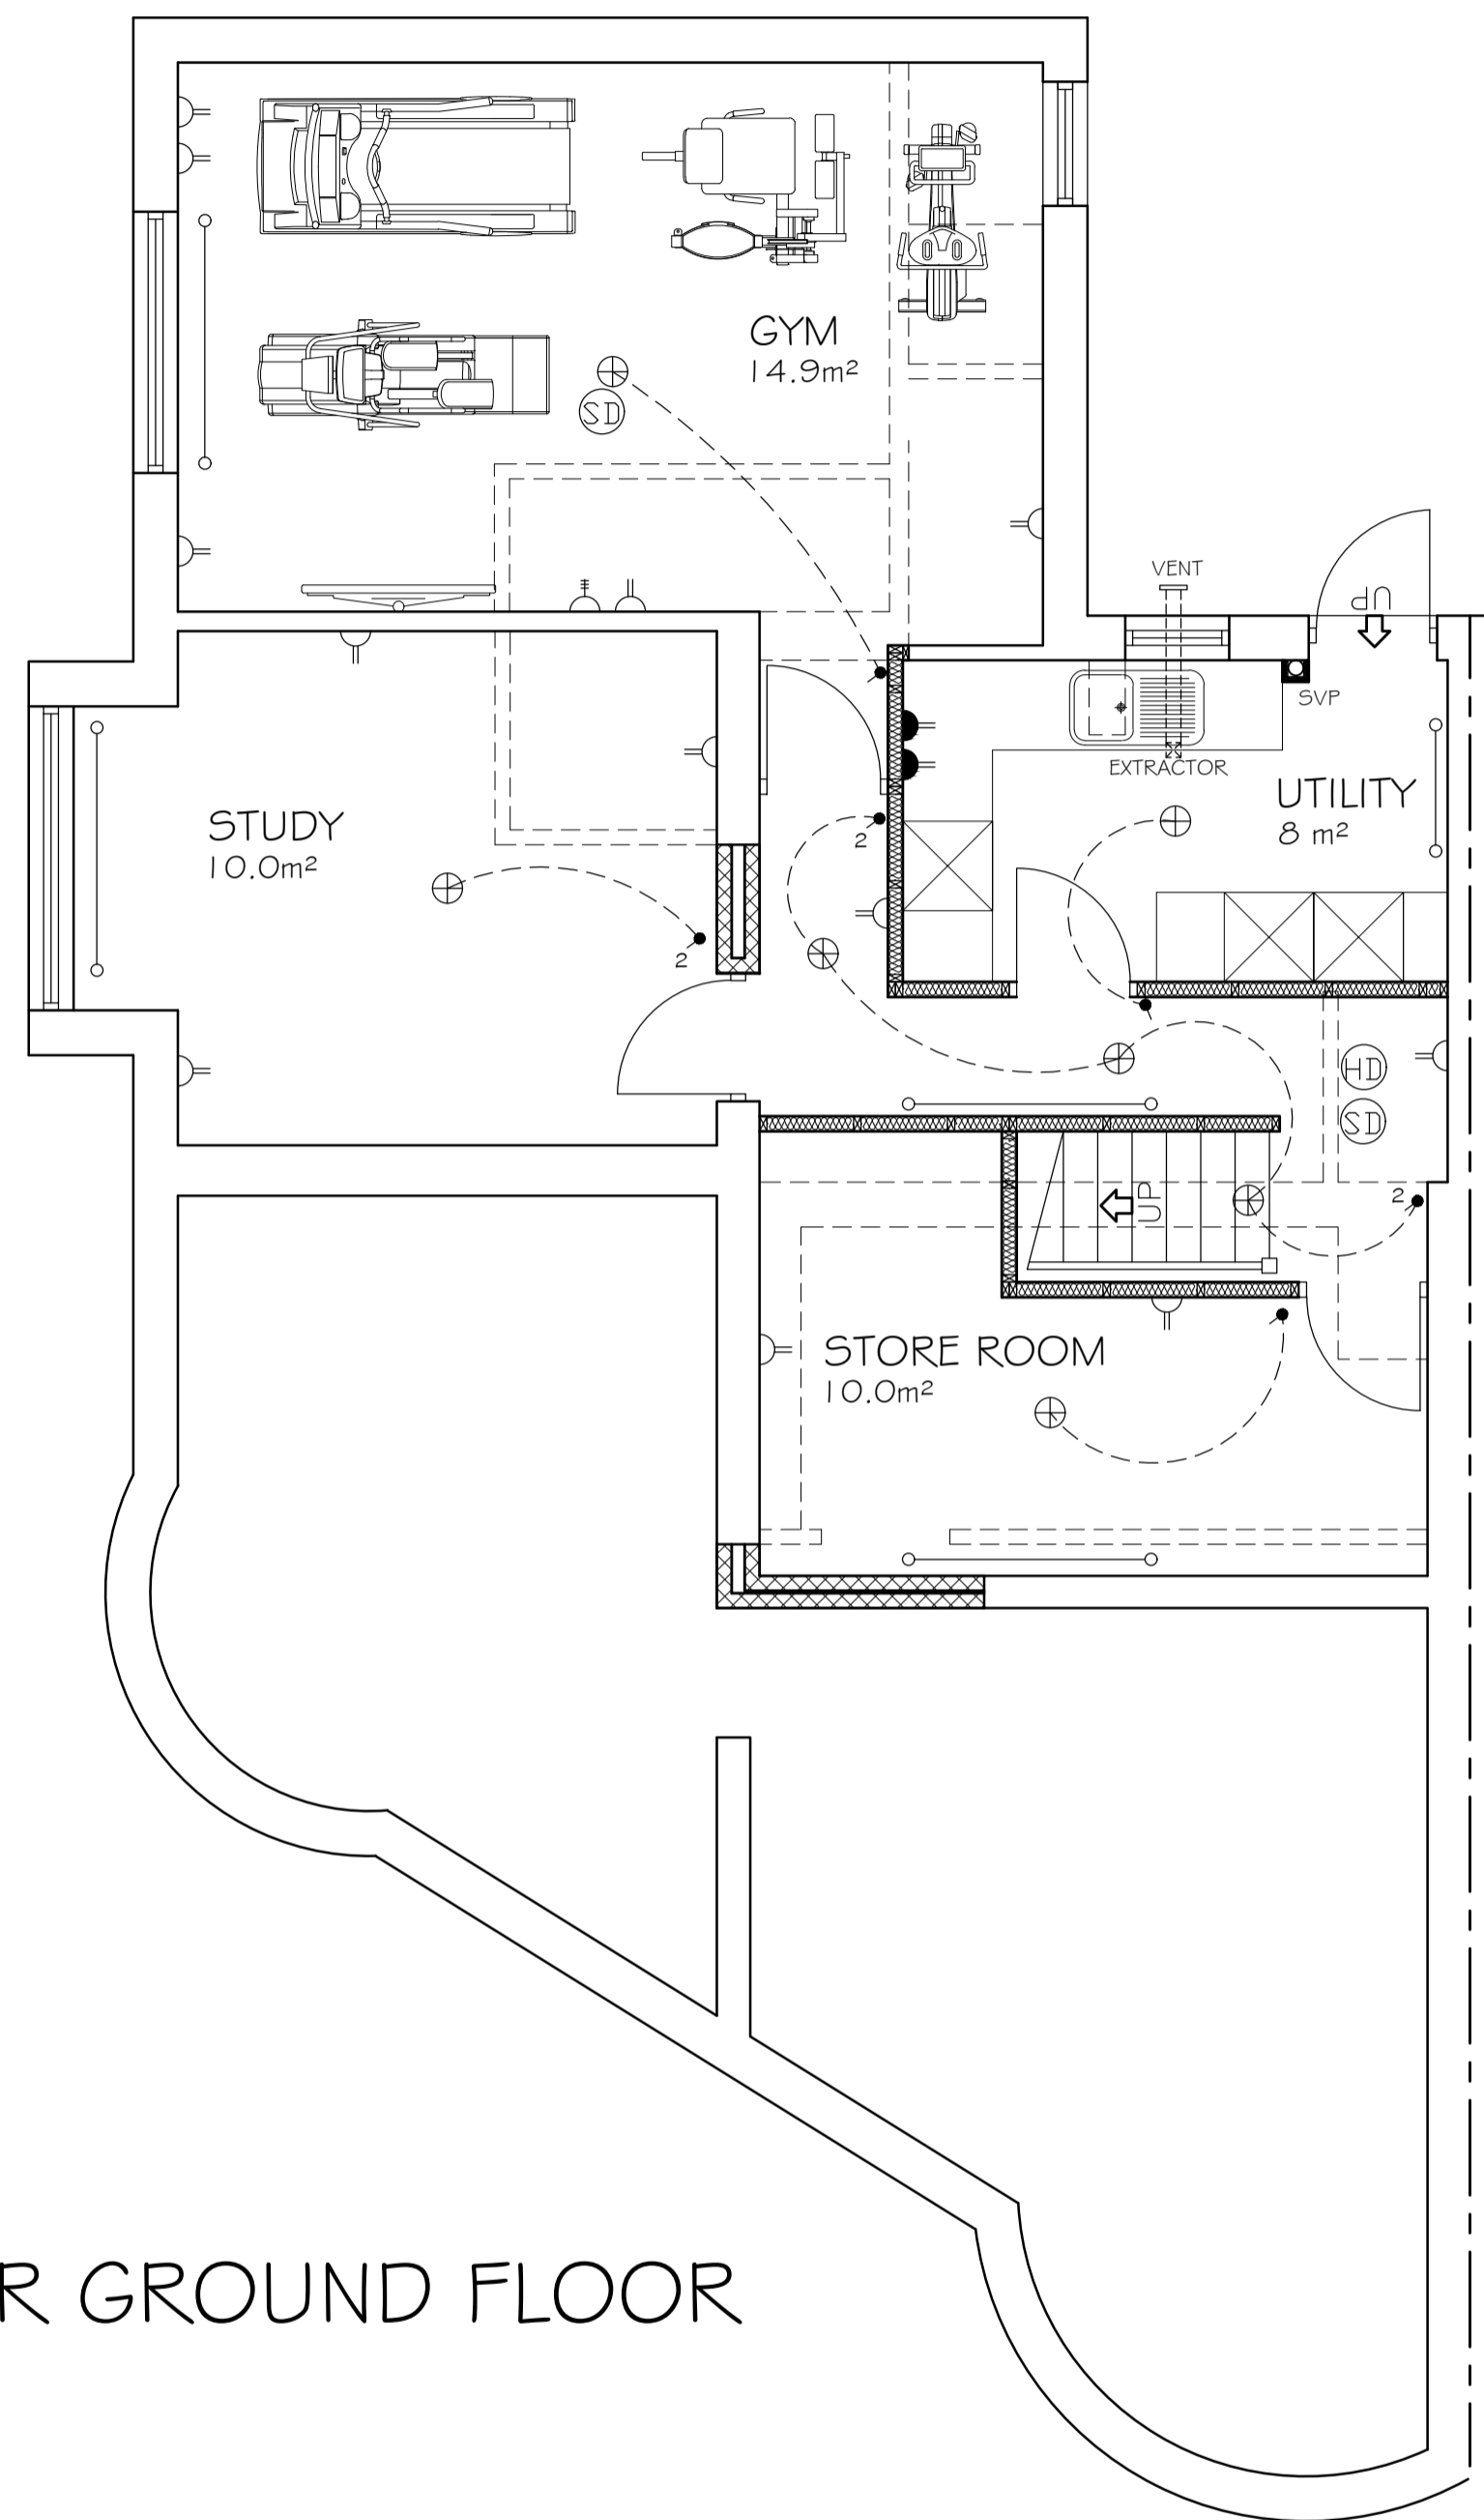 GYM
14.9m²
SD
VENT
UP
SVP
EXTRACTOR
UTILITY
8 m²
STUDY
10.0m²
2
2
HD
SD
UP
2
STORE ROOM
10.0m²
R GROUND FLOOR